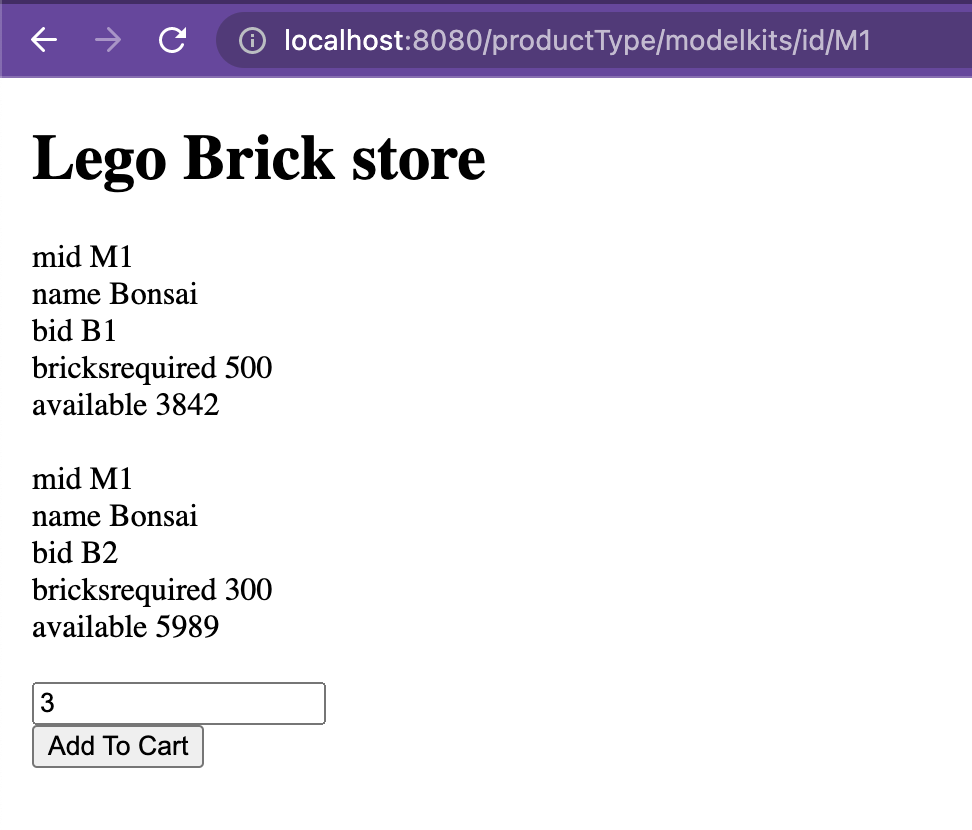 localhost:8080/productType/modelkits/id/M1
Lego Brick store
mid M1
name Bonsai
bid B1
bricksrequired 500
available 3842
mid M1
name Bonsai
bid B2
bricksrequired 300
available 5989
3
Add To Cart